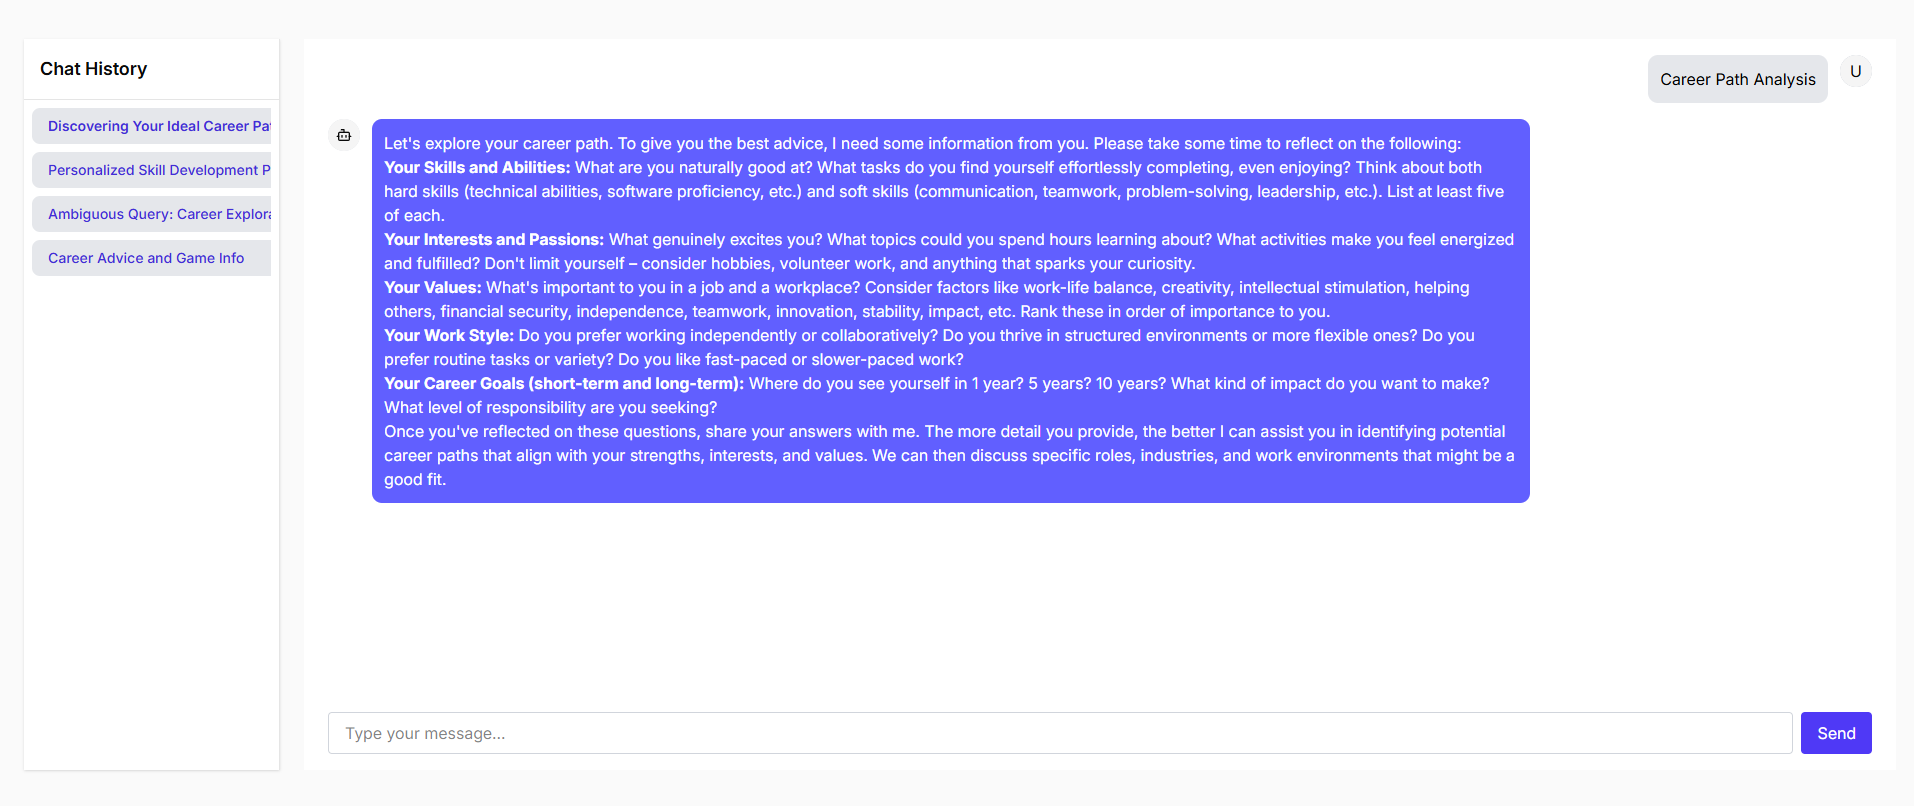 Chat History
Discovering Your Ideal Career Pat
Personalized Skill Development P
Ambiguous Query: Career Explora
Career Advice and Game Info
Career Path Analysis
U
Let's explore your career path. To give you the best advice, I need some information from you. Please take some time to reflect on the following:
Your Skills and Abilities: What are you naturally good at? What tasks do you find yourself effortlessly completing, even enjoying? Think about both
hard skills (technical abilities, software proficiency, etc.) and soft skills (communication, teamwork, problem-solving, leadership, etc.). List at least five
of each.
Your Interests and Passions: What genuinely excites you? What topics could you spend hours learning about? What activities make you feel energized
and fulfilled? Don't limit yourself – consider hobbies, volunteer work, and anything that sparks your curiosity.
Your Values: What's important to you in a job and a workplace? Consider factors like work-life balance, creativity, intellectual stimulation, helping
others, financial security, independence, teamwork, innovation, stability, impact, etc. Rank these in order of importance to you.
Your Work Style: Do you prefer working independently or collaboratively? Do you thrive in structured environments or more flexible ones? Do you
prefer routine tasks or variety? Do you like fast-paced or slower-paced work?
Your Career Goals (short-term and long-term): Where do you see yourself in 1 year? 5 years? 10 years? What kind of impact do you want to make?
What level of responsibility are you seeking?
Once you've reflected on these questions, share your answers with me. The more detail you provide, the better I can assist you in identifying potential
career paths that align with your strengths, interests, and values. We can then discuss specific roles, industries, and work environments that might be a
good fit.
Type your message...
Send